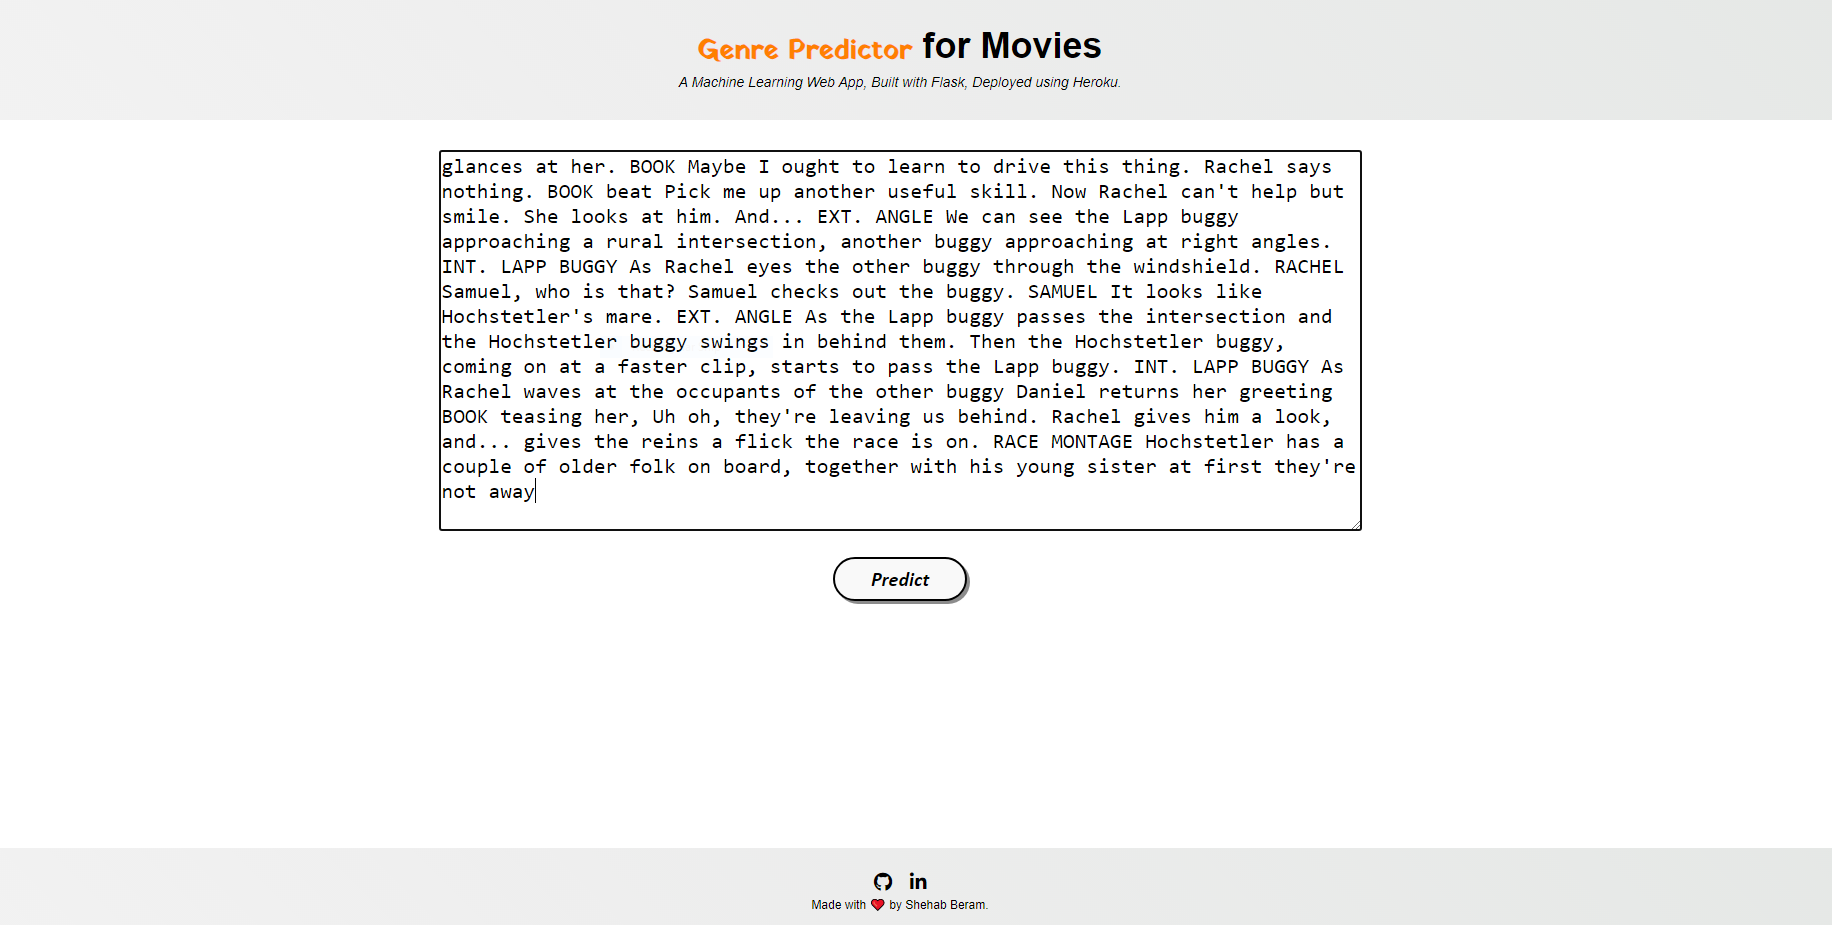 Genre Predictor for Movies
A Machine Learning Web App, Built with Flask, Deployed using Heroku.
glances at her. BOOK Maybe I ought to learn to drive this thing. Rachel says
nothing. BOOK beat Pick me up another useful skill. Now Rachel can't help but
smile. She looks at him. And... EXT. ANGLE We can see the Lapp buggy
approaching a rural intersection, another buggy approaching at right angles.
INT. LAPP BUGGY As Rachel eyes the other buggy through the windshield. RACHEL
Samuel, who is that? Samuel checks out the buggy. SAMUEL It looks like
Hochstetler's mare. EXT. ANGLE As the Lapp buggy passes the intersection and
the Hochstetler buggy swings in behind them. Then the Hochstetler buggy,
coming on at a faster clip, starts to pass the Lapp buggy. INT. LAPP BUGGY As
Rachel waves at the occupants of the other buggy Daniel returns her greeting
BOOK teasing her, Uh oh, they're leaving us behind. Rachel gives him a look,
and... gives the reins a flick the race is on. RACE MONTAGE Hochstetler has a
couple of older folk on board, together with his young sister at first they're
not away
Predict
in
Made with ❤ by Shehab Beram.